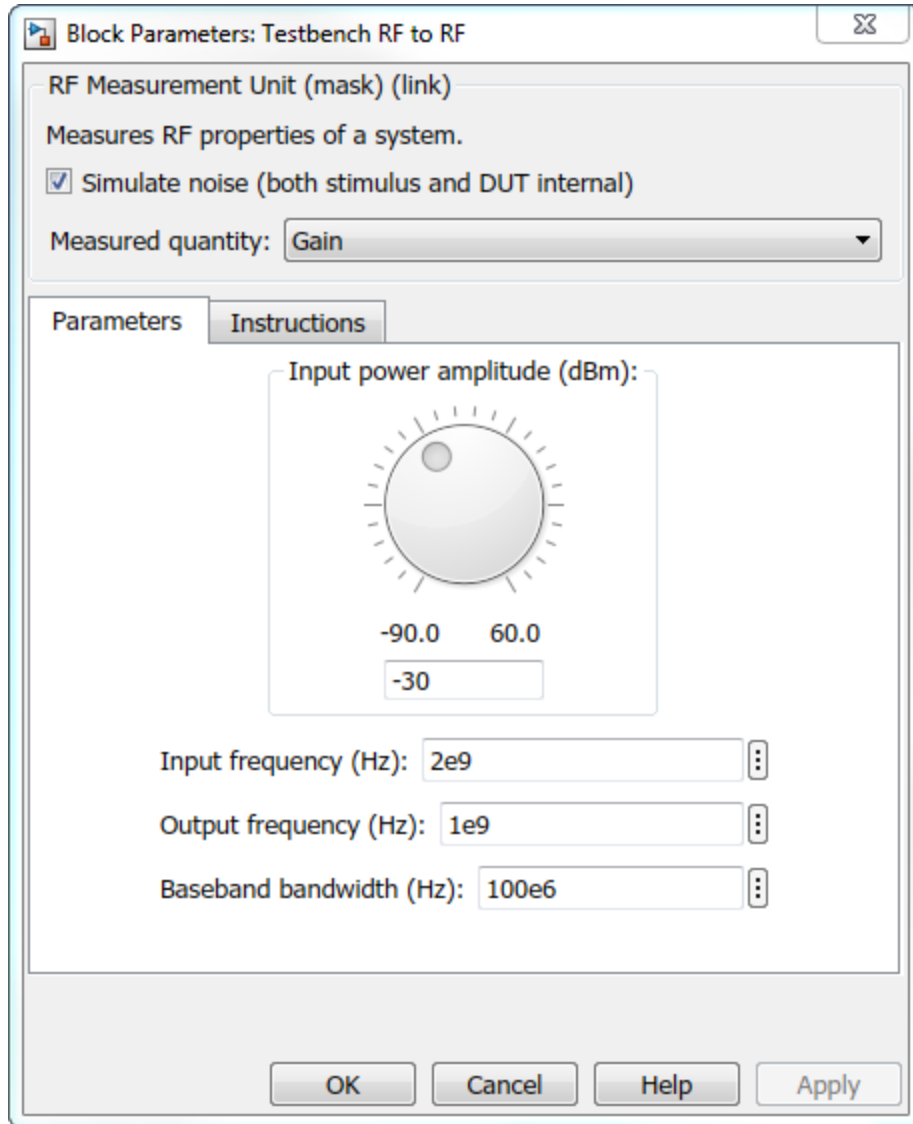 Block Parameters: Testbench RF to RF
RF Measurement Unit (mask) (link)
Measures RF properties of a system.
Simulate noise (both stimulus and DUT internal)
Measured quantity: Gain
Parameters Instructions
Input power amplitude (dBm):
-90.0 60.0
-30
Input frequency (Hz): 2e9
Output frequency (Hz): 1e9
Baseband bandwidth (Hz): 100e6
OK Cancel Help Apply